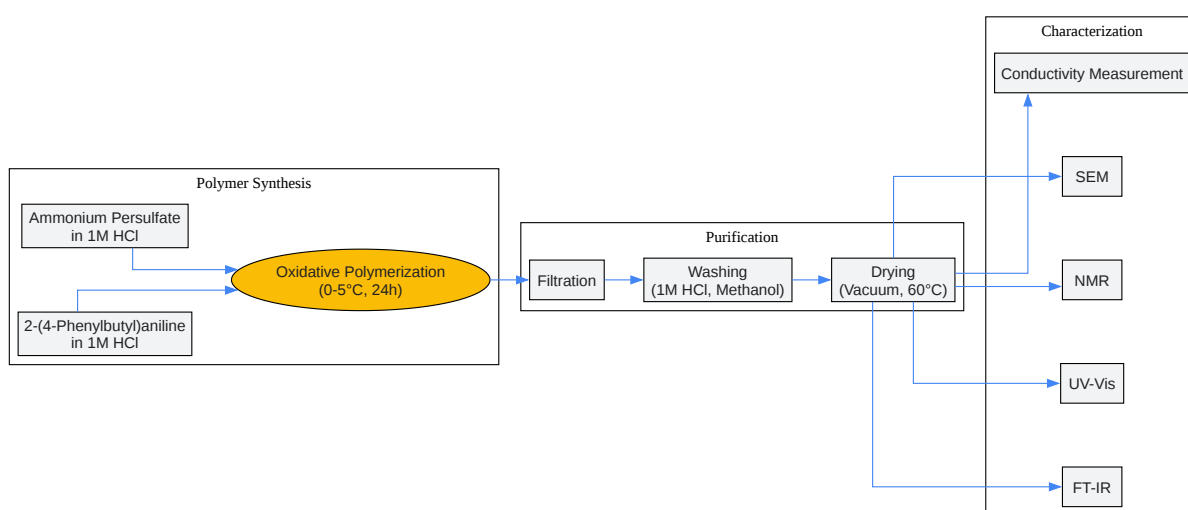 Polymer Synthesis
Ammonium Persulfate
in 1M HCl
2-(4-Phenylbutyl)aniline
in 1M HCl
Oxidative Polymerization
(0-5°C, 24h)
Purification
Filtration
Washing
(1M HCl, Methanol)
Drying
(Vacuum, 60°C)
Characterization
Conductivity Measurement
SEM
NMR
UV-Vis
FT-IR